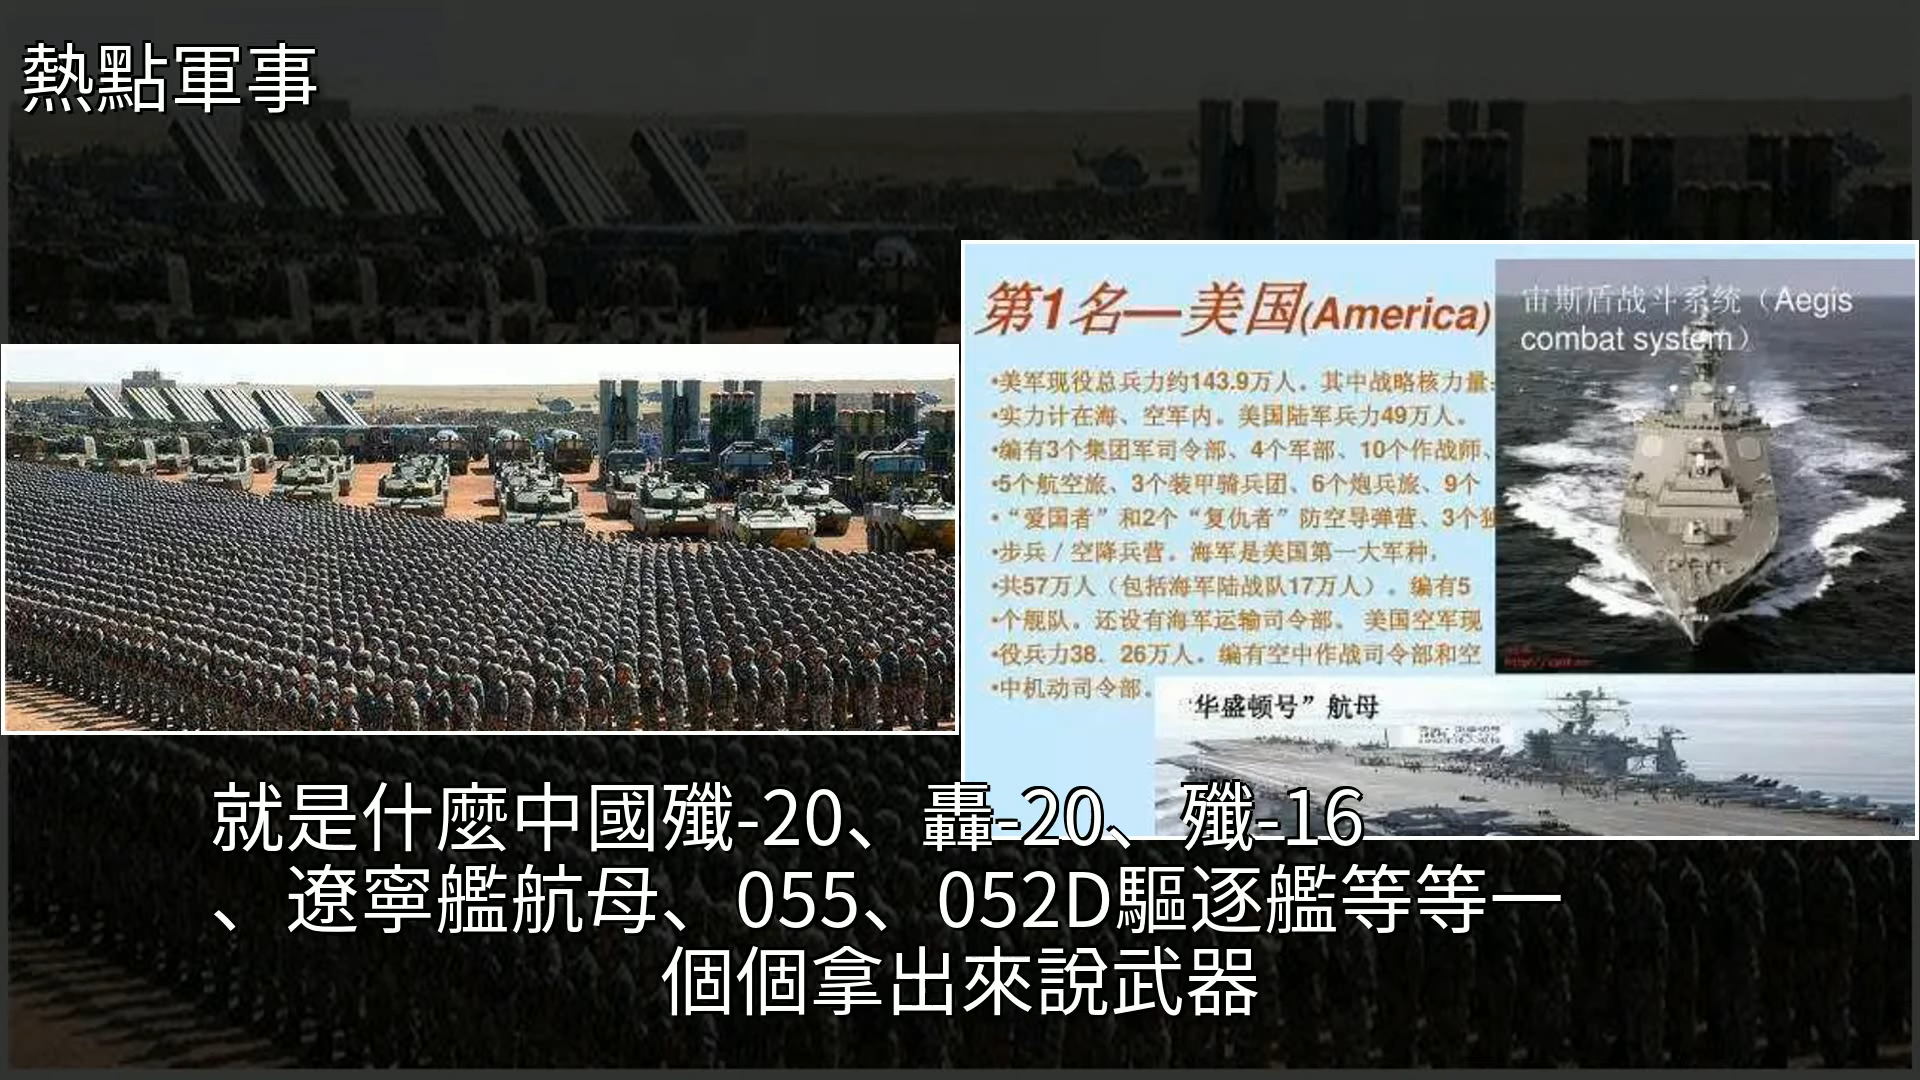 熱點軍事
第1名—美国(America)
•美军现役总兵力约143.9万人。其中战略核力量
•实力计在海、空军内。美国陆军兵力49万人。
•编有3个集团军司令部、4个军部、10个作战师、
•5个航空旅、3个装甲骑兵团、6个炮兵旅、9个
•“爱国者”和2个“复仇者”防空导弹营、3个独
•步兵/空降兵营。海军是美国第一大军种，
•共57万人（包括海军陆战队17万人）。编有5
•个舰队。还设有海军运输司令部。 美国空军现
•役兵力38．26万人。编有空中作战司令部和空
•中机动司令部。
宙斯盾战斗系统（Aegis
combat system）
“华盛顿号”航母
就是什麼中國殲-20、轟-20、殲-16
、遼寧艦航母、055、052D驅逐艦等等一
個個拿出來說武器